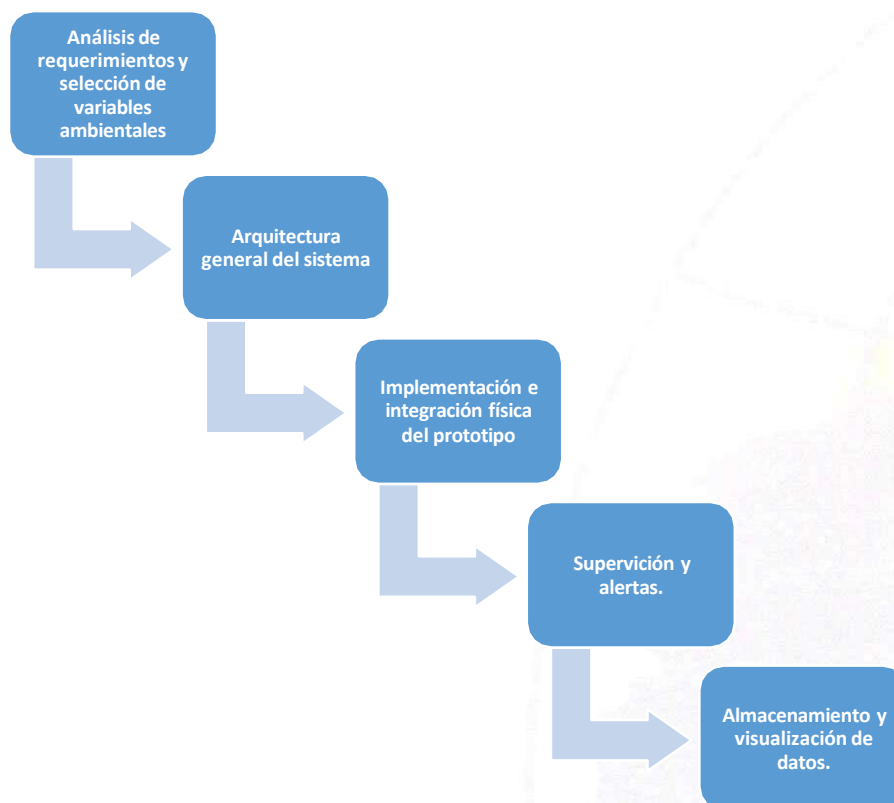 Análisis de
requerimientos y
selección de
variables
ambientales
Arquitectura
general del sistema
Implementación e
integración física
del prototipo
Supervición y
alertas.
Almacenamiento y
visualización de
datos.